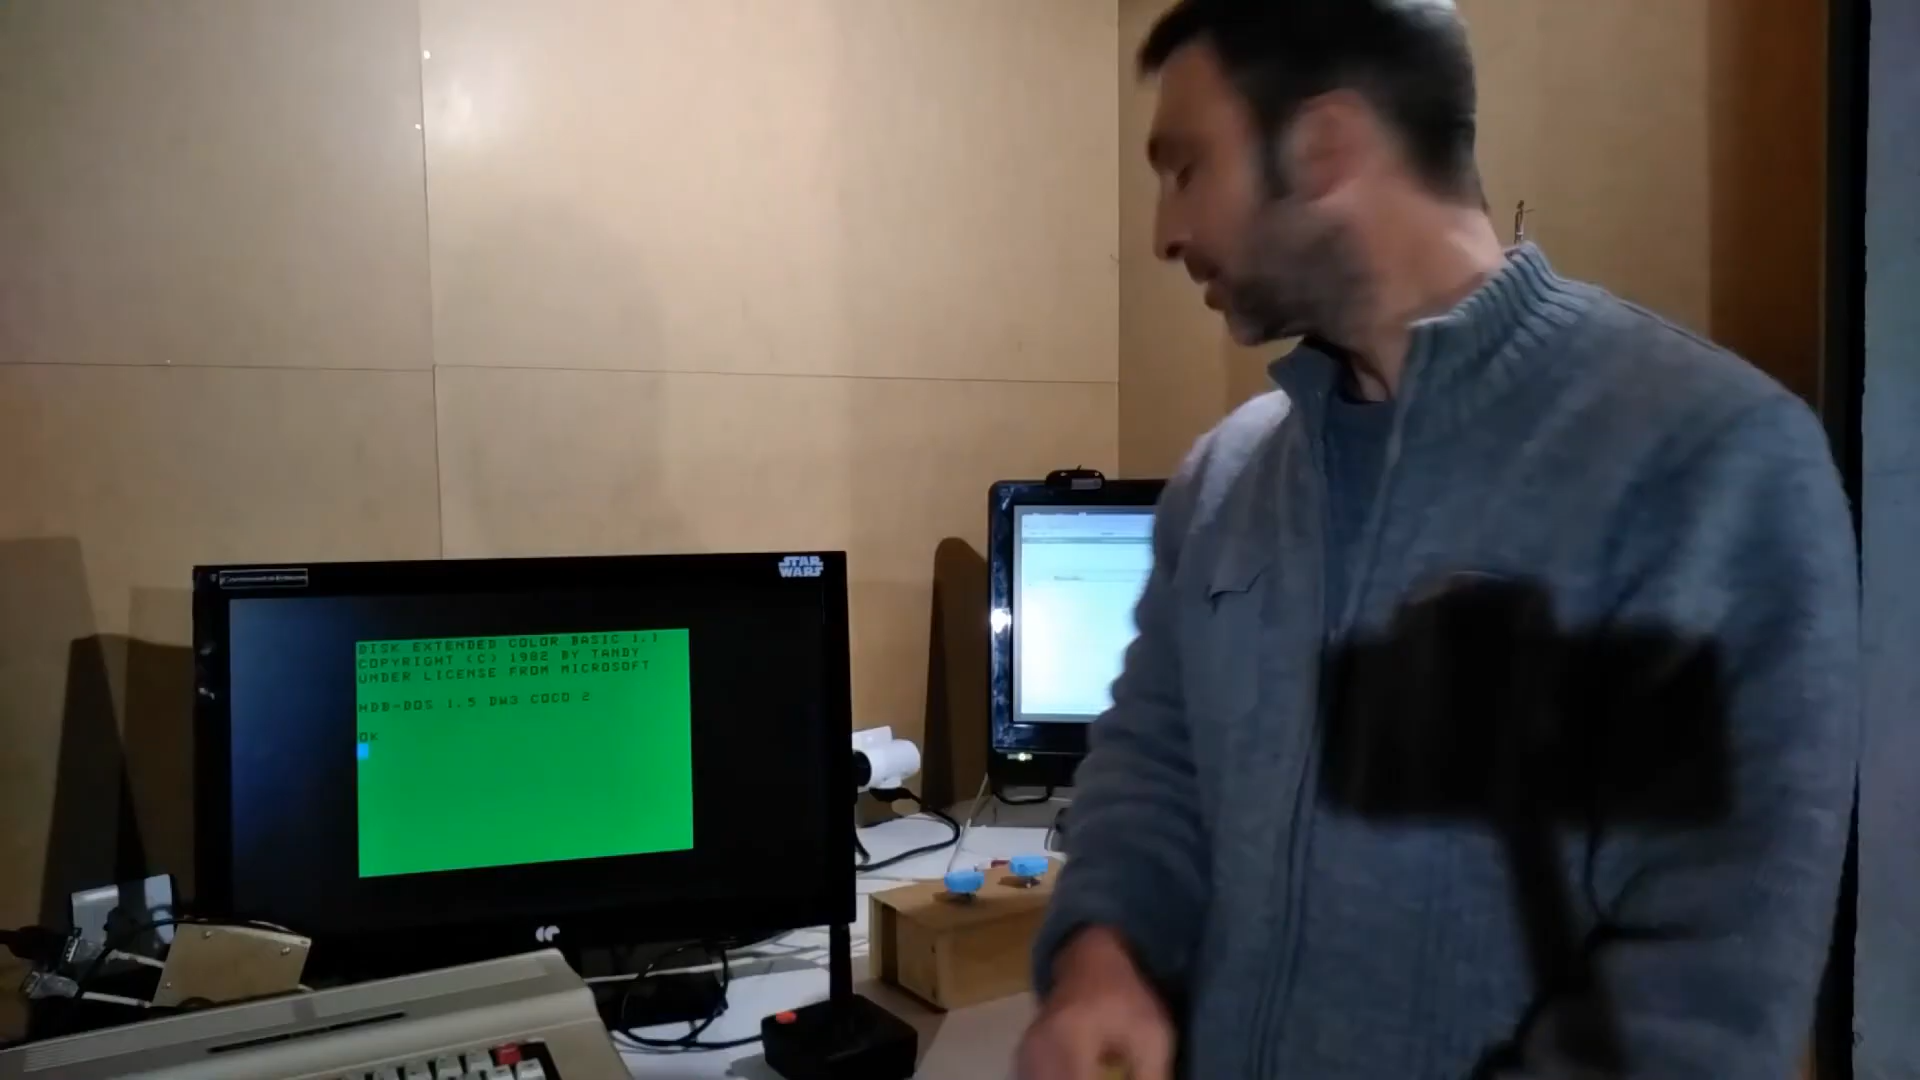 STAR
WARS
DISK EXTENDED COLOR BASIC 1.1
COPYRIGHT (C) 1982 BY TANDY
UNDER LICENSE FROM MICROSOFT
HDB-DOS 1.5 DW3 COCO 2
OK